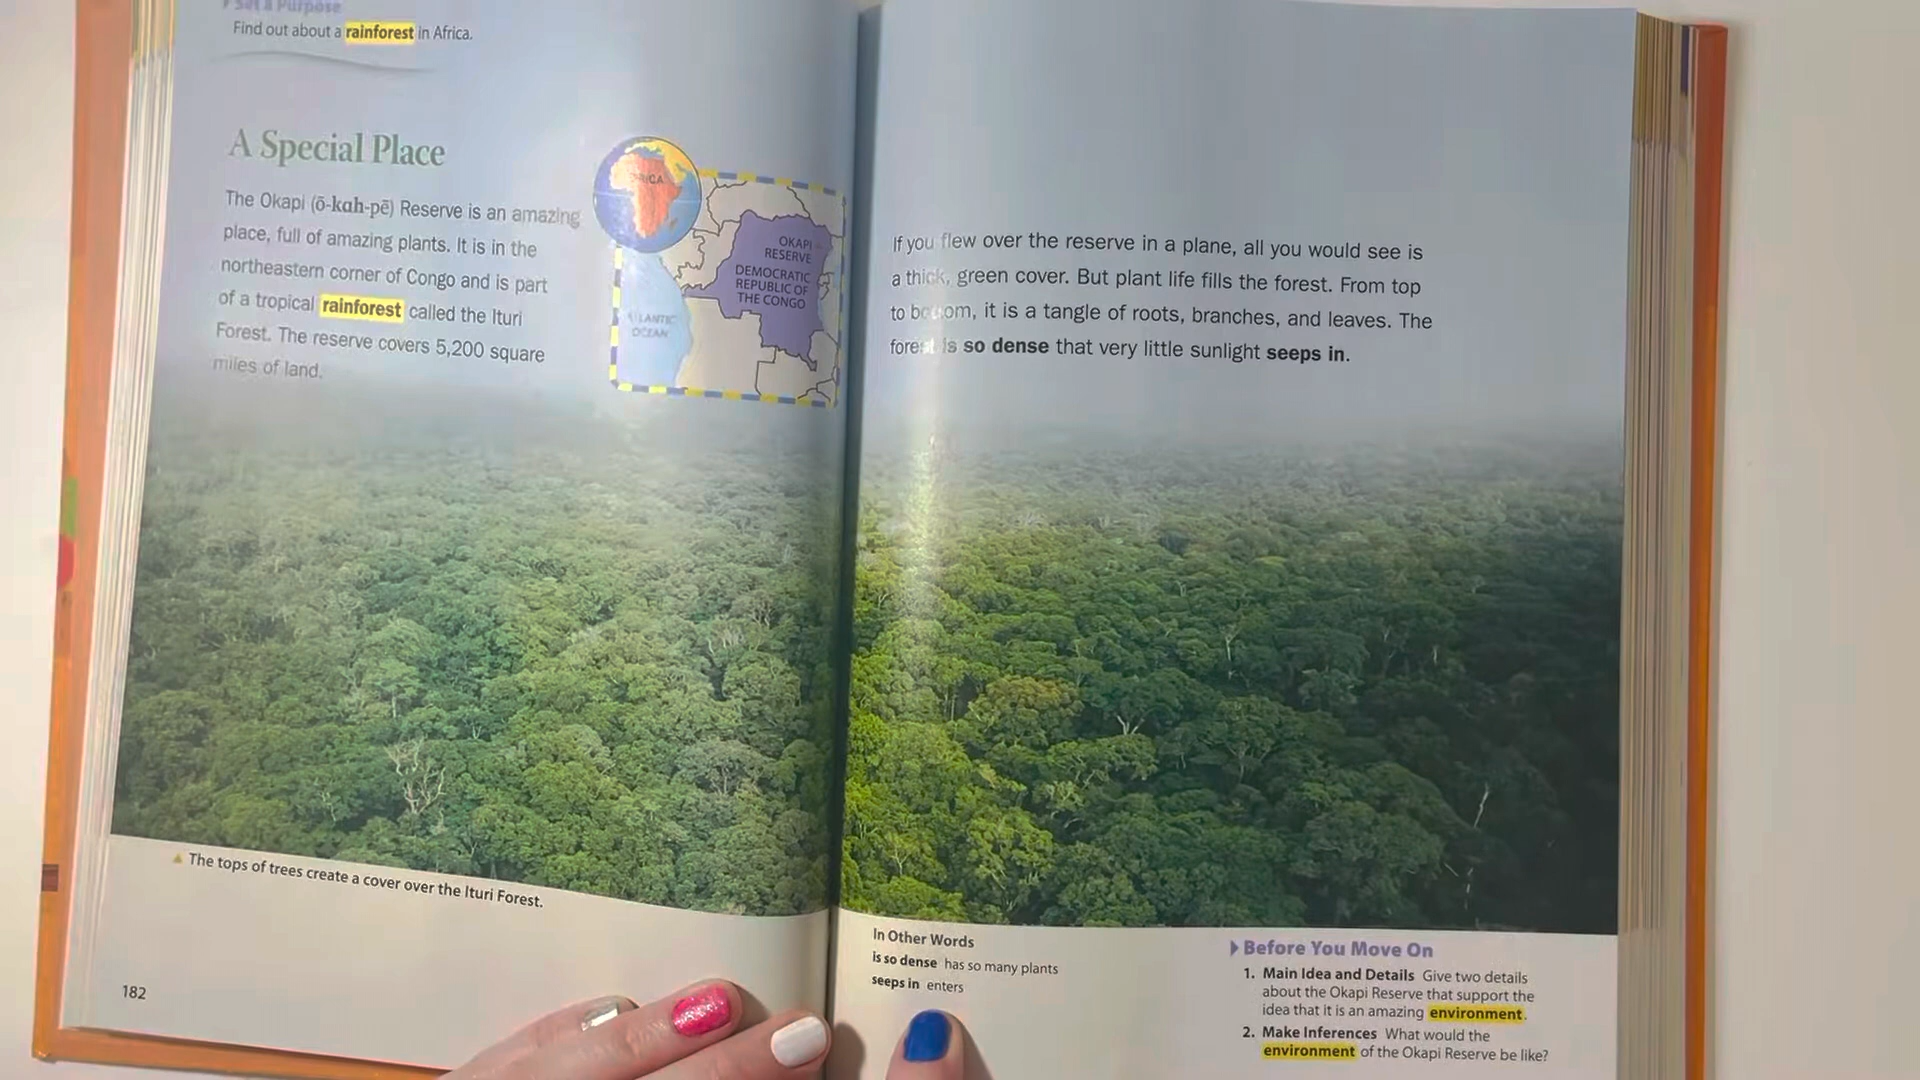 Set a Purpose
Find out about a rainforest in Africa.
A Special Place
The Okapi (ō-kah-pē) Reserve is an amazing
place, full of amazing plants. It is in the
northeastern corner of Congo and is part
of a tropical rainforest called the Ituri
Forest. The reserve covers 5,200 square
miles of land.
AFRICA
OKAPI
RESERVE
DEMOCRATIC
REPUBLIC OF
THE CONGO
ATLANTIC
OCEAN
The tops of trees create a cover over the Ituri Forest.
182
If you flew over the reserve in a plane, all you would see is
a thick, green cover. But plant life fills the forest. From top
to bottom, it is a tangle of roots, branches, and leaves. The
forest is so dense that very little sunlight seeps in.
In Other Words
is so dense has so many plants
seeps in enters
Before You Move On
1. Main Idea and Details Give two details
about the Okapi Reserve that support the
idea that it is an amazing environment.
2. Make Inferences What would the
environment of the Okapi Reserve be like?